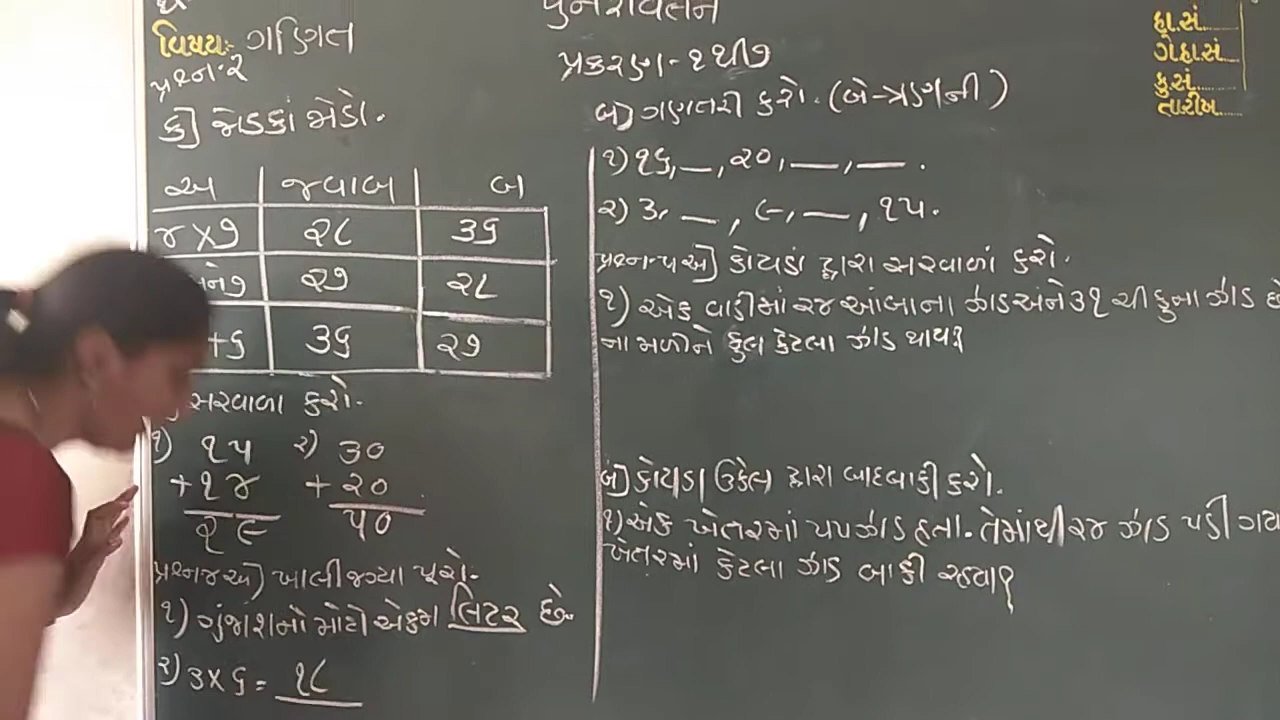 પુનરાવર્તન
વિષયઃ- ગણિત
પ્રકરણ-૧થી૭
પ્રશ્ન-૨
ક] જોડકાં જોડો.
અ જવાબ બ
૪ X ૭ ૨૮ ૩૬
૨૭ ૨૮
+૬ ૩૬ ૨૭
સરવાળા કરો.
૧) ૧૫ ૨) ૩૦
+૧૪ +૨૦
૨૯ ૫૦
પ્રશ્ન૪ અ] ખાલી જગ્યા પૂરો.
૧) ગુંજાશનો મોટો એકમ લિટર છે.
૨) ૩X૬ = ૧૮
બ] ગણતરી કરો. (બે-ત્રણની)
૧) ૧૬, __, ૨૦, __, __ .
૨) ૩, __ , ૯, __ , ૧૫.
પ્રશ્ન-૫ અ] કોયડા દ્વારા સરવાળાં કરો.
૧) એક વાડીમાં ૨૪ આંબાના ઝાડ અને ૩૧ ચીકુના ઝાડ છે
ના મળીને કુલ કેટલા ઝાડ થાય?
બ] કોયડા ઉકેલ દ્વારા બાદબાકી કરો.
૧) એક ખેતરમાં ૫૫ ઝાડ હતા. તેમાંથી ૨૪ ઝાડ પડી ગયા
ખેતરમાં કેટલા ઝાડ બાકી રહ્યા?
હા.સં......
ગેહા.સં....
કુ.સં......
તારીખ.....